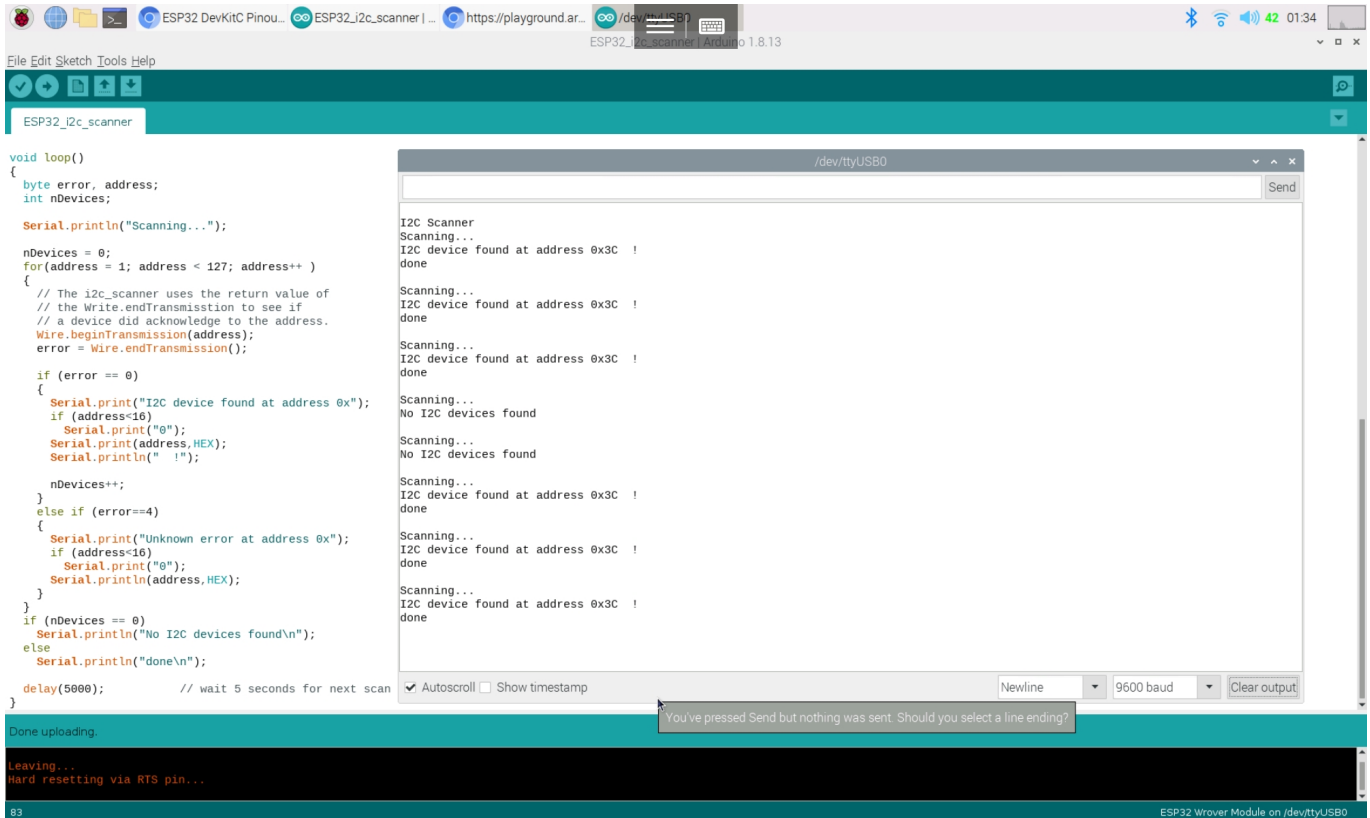 ESP32 DevKitC Pinou...
ESP32_i2c_scanner | ...
https://playground.ar...
/dev/ttyUSB0
42 01:34
ESP32_i2c_scanner | Arduino 1.8.13
File Edit Sketch Tools Help
ESP32_i2c_scanner
void loop()
{
byte error, address;
int nDevices;
Serial.println("Scanning...");
nDevices = 0;
for(address = 1; address < 127; address++ )
{
// The i2c_scanner uses the return value of
// the Write.endTransmisstion to see if
// a device did acknowledge to the address.
Wire.beginTransmission(address);
error = Wire.endTransmission();
if (error == 0)
{
Serial.print("I2C device found at address 0x");
if (address<16)
Serial.print("0");
Serial.print(address,HEX);
Serial.println("  !");
nDevices++;
}
else if (error==4)
{
Serial.print("Unknown error at address 0x");
if (address<16)
Serial.print("0");
Serial.println(address,HEX);
}
}
if (nDevices == 0)
Serial.println("No I2C devices found\n");
else
Serial.println("done\n");
delay(5000);           // wait 5 seconds for next scan
}
/dev/ttyUSB0
Send
I2C Scanner
Scanning...
I2C device found at address 0x3C  !
done
Scanning...
I2C device found at address 0x3C  !
done
Scanning...
I2C device found at address 0x3C  !
done
Scanning...
No I2C devices found
Scanning...
No I2C devices found
Scanning...
I2C device found at address 0x3C  !
done
Scanning...
I2C device found at address 0x3C  !
done
Scanning...
I2C device found at address 0x3C  !
done
Autoscroll Show timestamp
Newline
9600 baud
Clear output
You've pressed Send but nothing was sent. Should you select a line ending?
Done uploading.
Leaving...
Hard resetting via RTS pin...
83
ESP32 Wrover Module on /dev/ttyUSB0